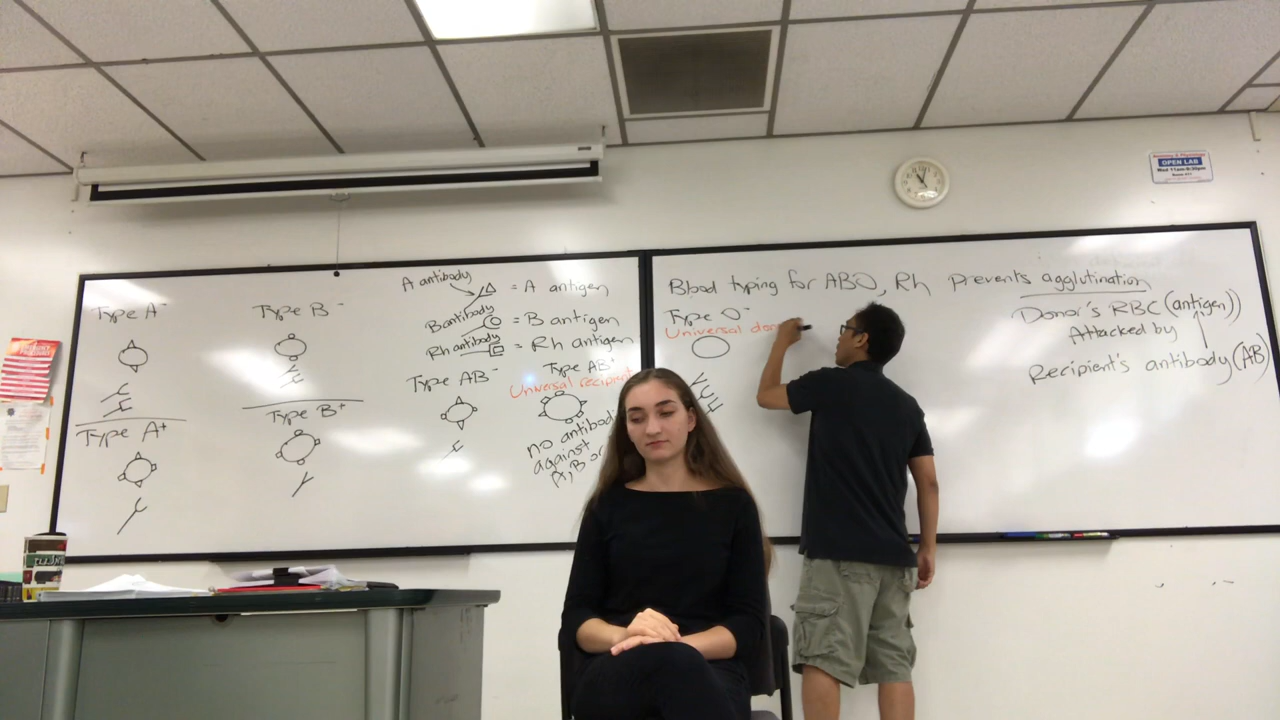 OPEN LAB
Type A-
Type B-
A antibody
= A antigen
B antibody
= B antigen
Rh antibody
= Rh antigen
Type AB-
Type AB+
Universal recipient
no antibodi
against
A, B or
Type A+
Type B+
Blood typing for ABO, Rh prevents agglutination
Type O-
Universal don
Donor's RBC (antigen))
Attacked by
Recipient's antibody (AB)